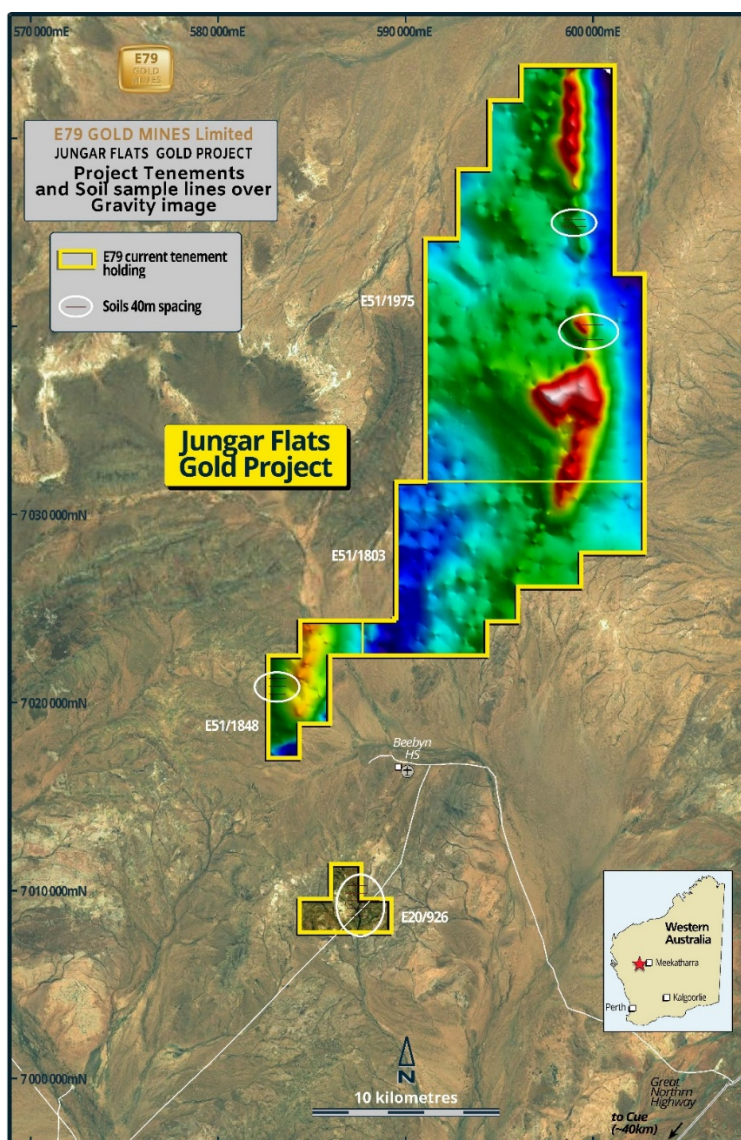 570 000mE
580 000mE
590 000mE
600 000mE
E79
GOLD
MINES
E79 GOLD MINES Limited
JUNGAR FLATS GOLD PROJECT
Project Tenements
and Soil sample lines over
Gravity image
E79 current tenement
holding
Soils 40m spacing
E51/1975
Jungar Flats
Gold Project
7 030 000mN
E51/1803
7 020 000mN
E51/1848
Beebyn
HS
7 010 000mN
E20/926
Western
Australia
Meekatharra
Kalgoorlie
Perth
7 000 000mN
N
10 kilometres
Great
Northrn
Highway
to Cue
(~40km)